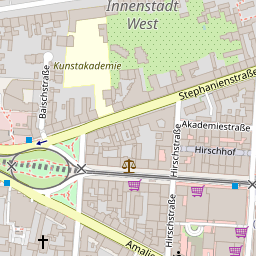 Innenstadt
West
Kunstakademie
Baischstraße
Stephanienstraße
Akademiestraße
Hirschstraße
Hirschhof
Hirschstraße
Amalie